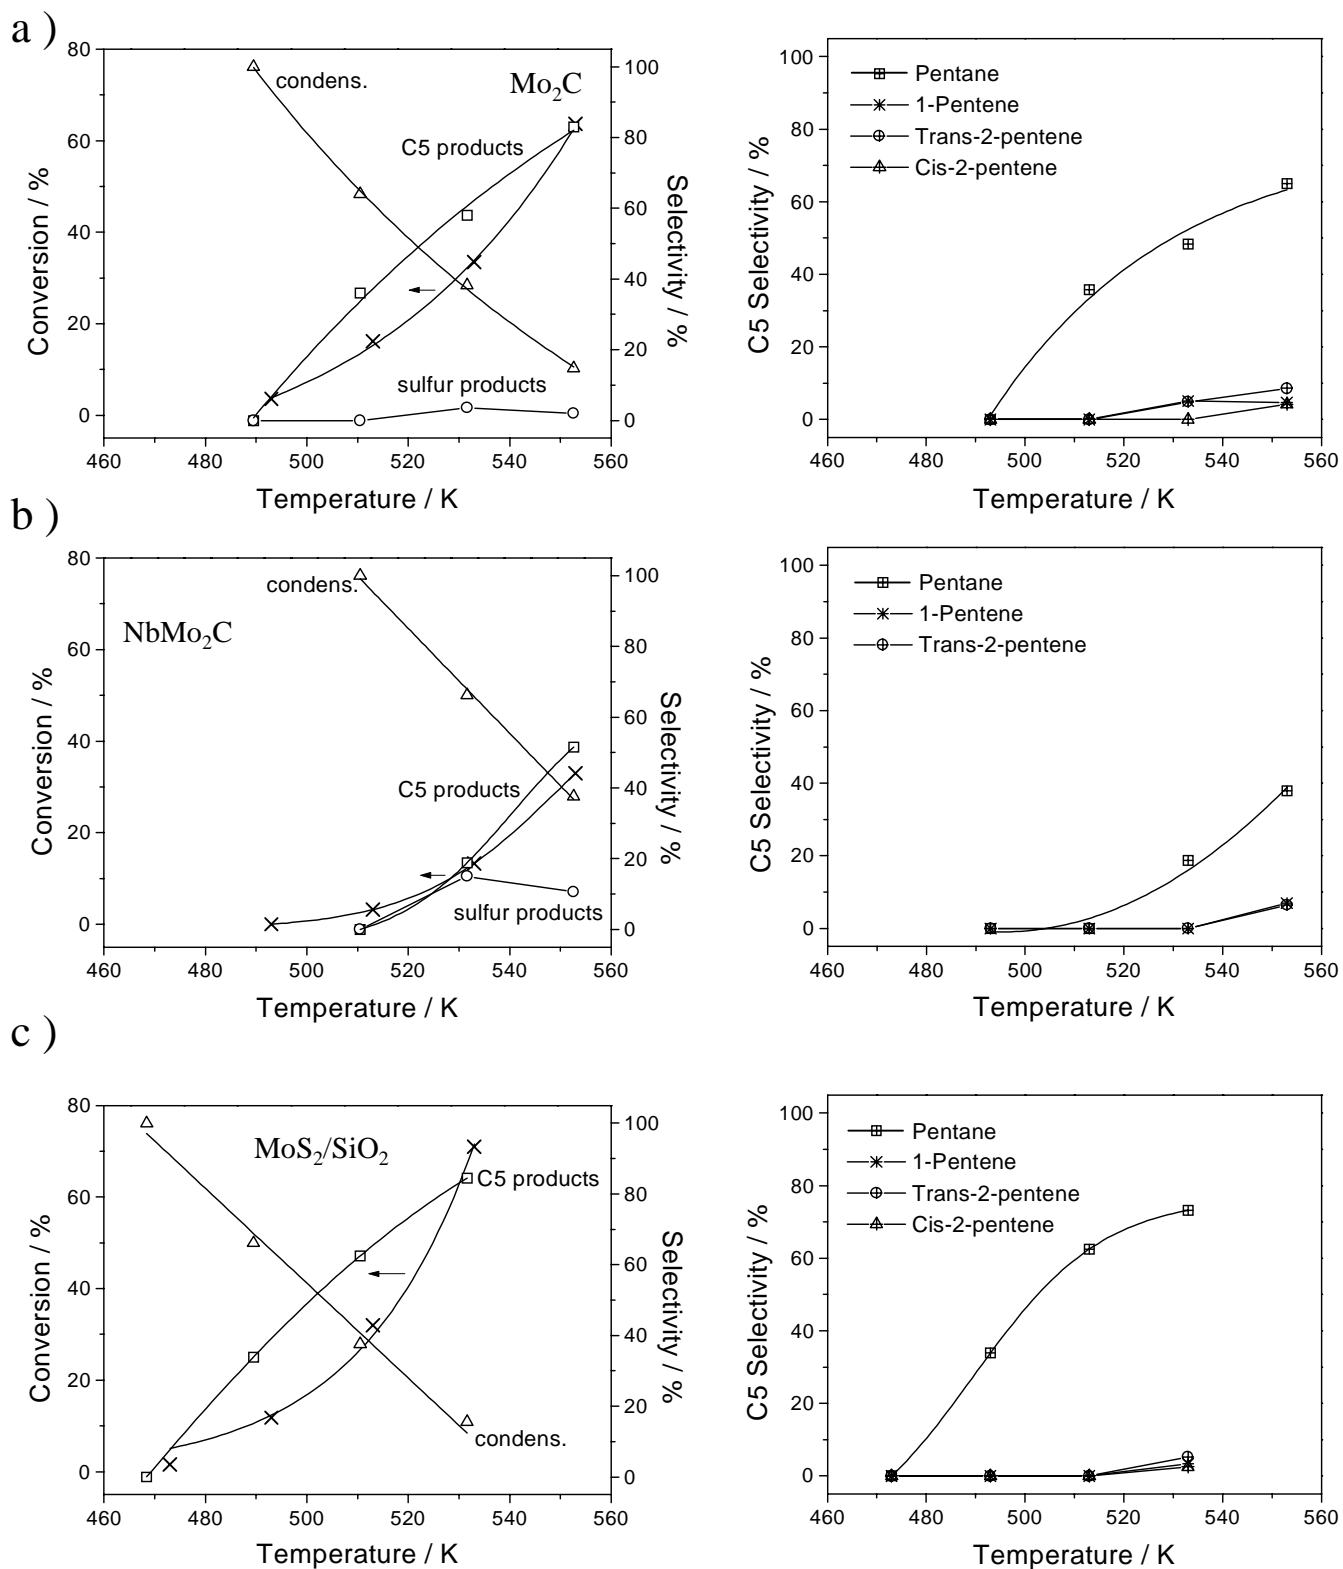 a )
80
60
40
20
0
Conversion / %
condens.
Mo2C
C5 products
sulfur products
100
80
60
40
20
0
Selectivity / %
460 480 500 520 540 560
Temperature / K
100
80
60
40
20
0
C5 Selectivity / %
Pentane
1-Pentene
Trans-2-pentene
Cis-2-pentene
460 480 500 520 540 560
Temperature / K
b )
80
60
40
20
0
Conversion / %
condens.
NbMo2C
C5 products
sulfur products
100
80
60
40
20
0
Selectivity / %
460 480 500 520 540 560
Temperature / K
100
80
60
40
20
0
C5 Selectivity / %
Pentane
1-Pentene
Trans-2-pentene
460 480 500 520 540 560
Temperature / K
c )
80
60
40
20
0
Conversion / %
MoS2/SiO2
C5 products
condens.
100
80
60
40
20
0
Selectivity / %
460 480 500 520 540 560
Temperature / K
100
80
60
40
20
0
C5 Selectivity / %
Pentane
1-Pentene
Trans-2-pentene
Cis-2-pentene
460 480 500 520 540 560
Temperature / K